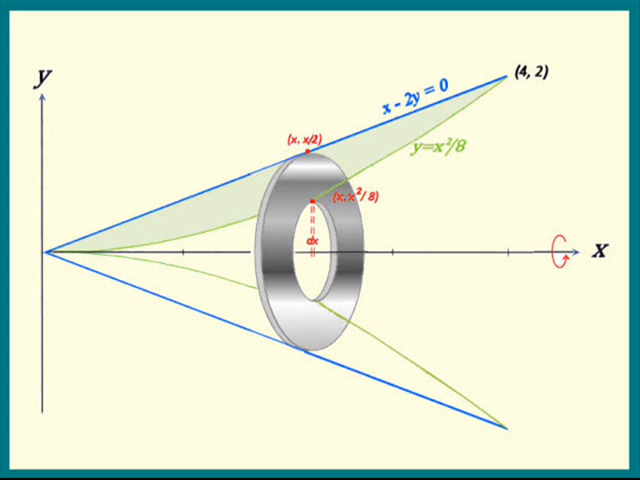 y
(4, 2)
x - 2y = 0
(x, x/2)
y=x²/8
(x, x²/8)
dx
x